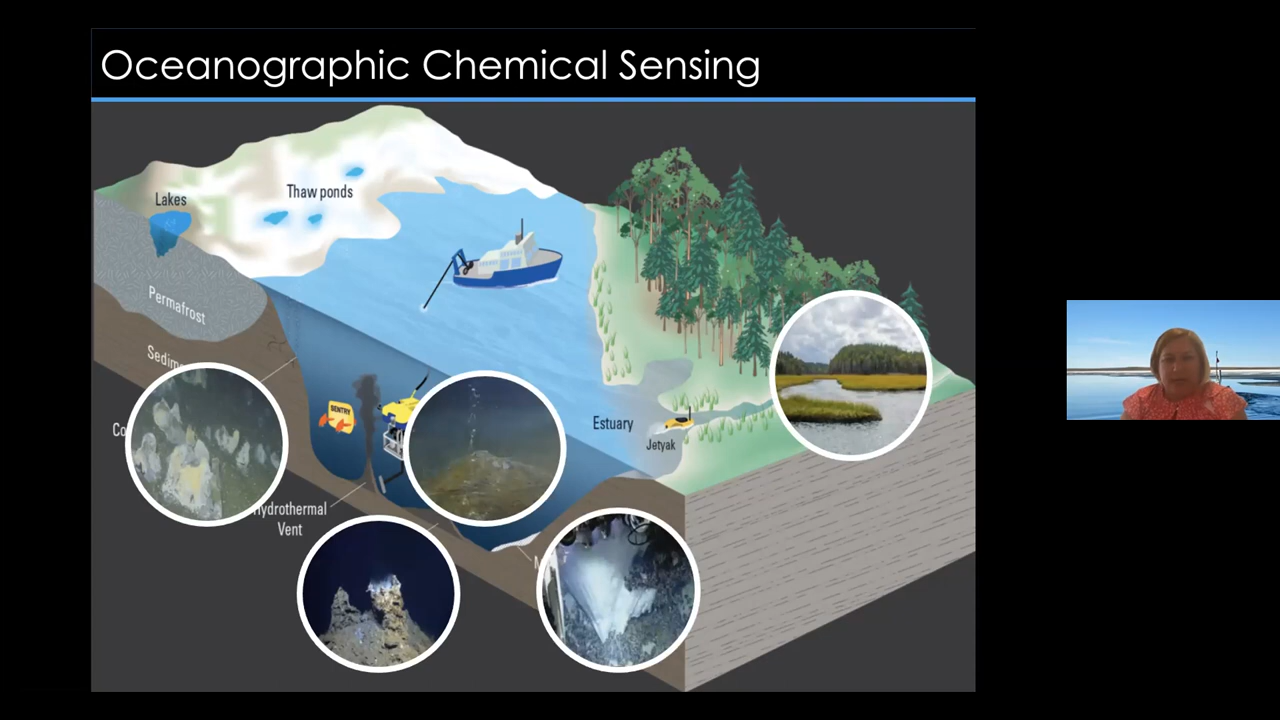 Oceanographic Chemical Sensing
Lakes
Thaw ponds
Permafrost
SENTRY
Estuary
Jetyak
Hydrothermal
Vent